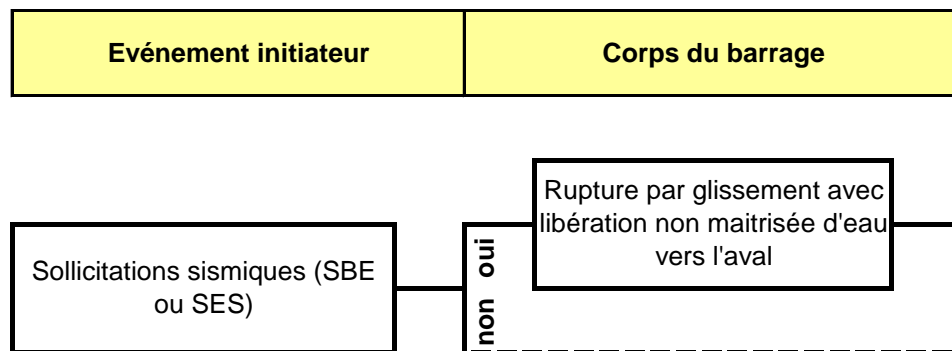 Evénement initiateur
Corps du barrage
Rupture par glissement avec
libération non maitrisée d'eau
vers l'aval
oui
Sollicitations sismiques (SBE
ou SES)
non